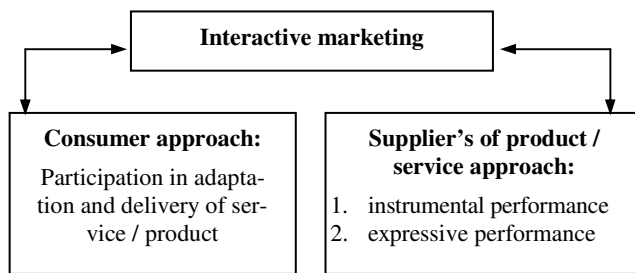 Interactive marketing
Consumer approach:
Participation in adapta-
tion and delivery of ser-
vice / product
Supplier's of product /
service approach:
1. instrumental performance
2. expressive performance